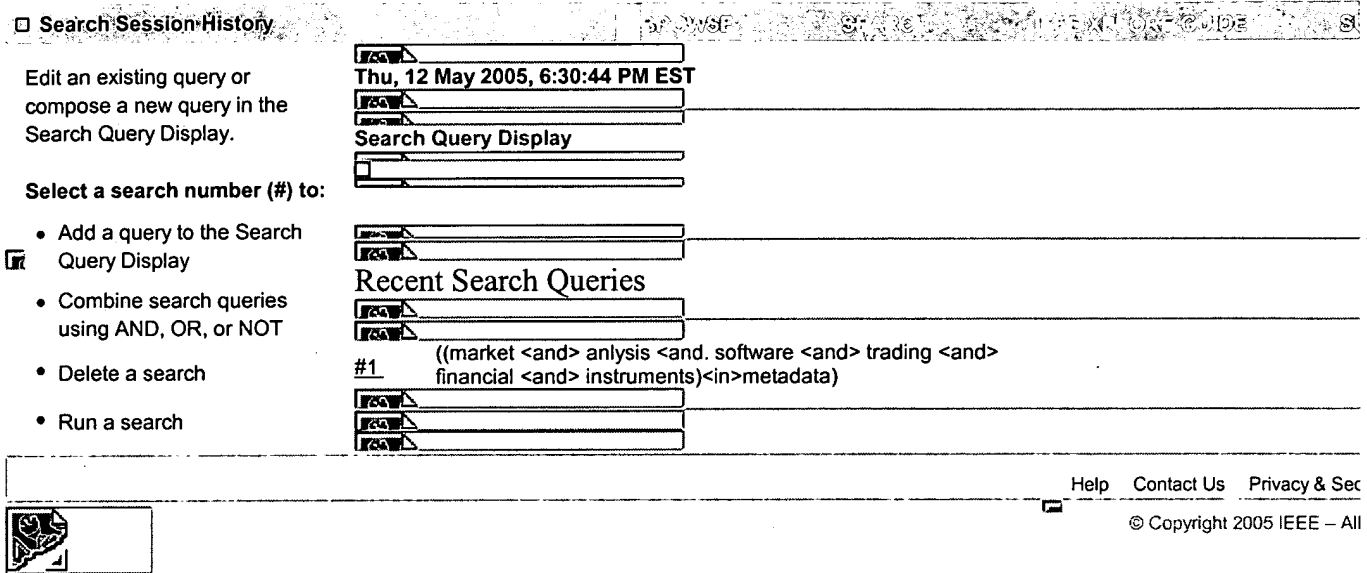 Search Session History
Edit an existing query or
compose a new query in the
Search Query Display.
Select a search number (#) to:
• Add a query to the Search
Query Display
• Combine search queries
using AND, OR, or NOT
• Delete a search
• Run a search
Thu, 12 May 2005, 6:30:44 PM EST
Search Query Display
Recent Search Queries
#1 ((market <and> anlysis <and. software <and> trading <and>
financial <and> instruments)<in>metadata)
Help Contact Us Privacy & Sec
© Copyright 2005 IEEE – All